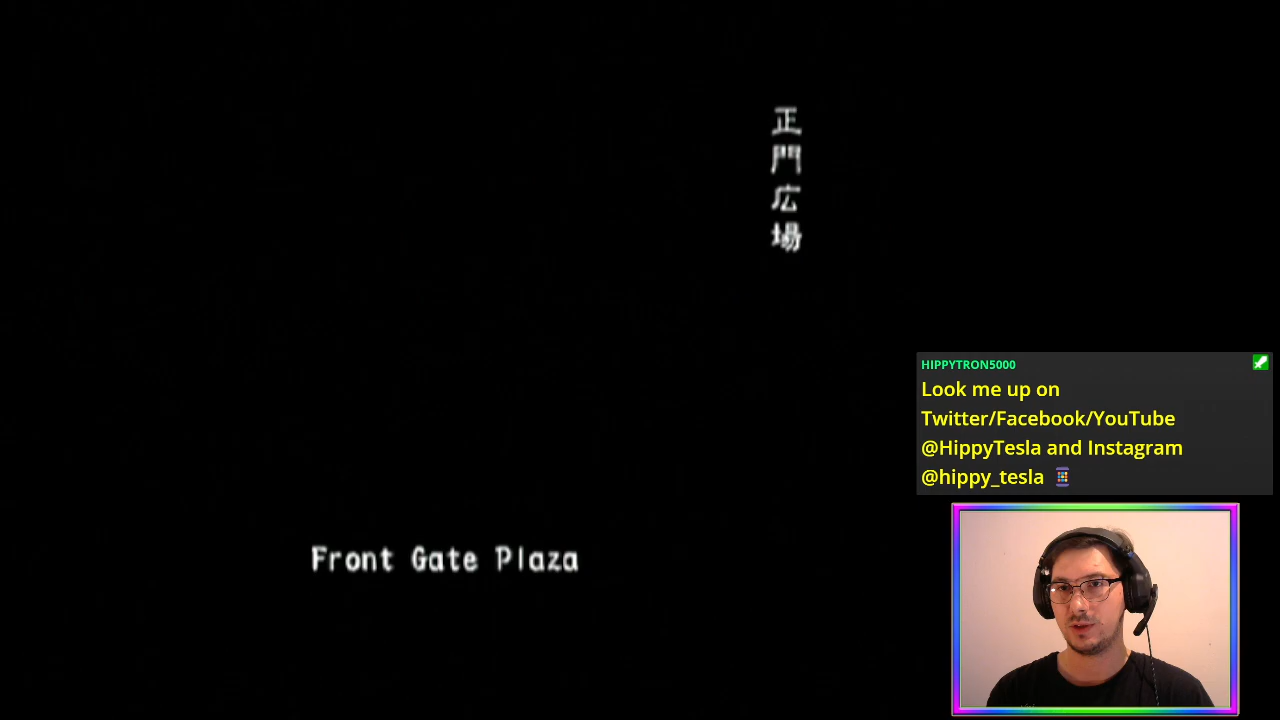 正門広場
Front Gate Plaza
HIPPYTRON5000
Look me up on
Twitter/Facebook/YouTube
@HippyTesla and Instagram
@hippy_tesla